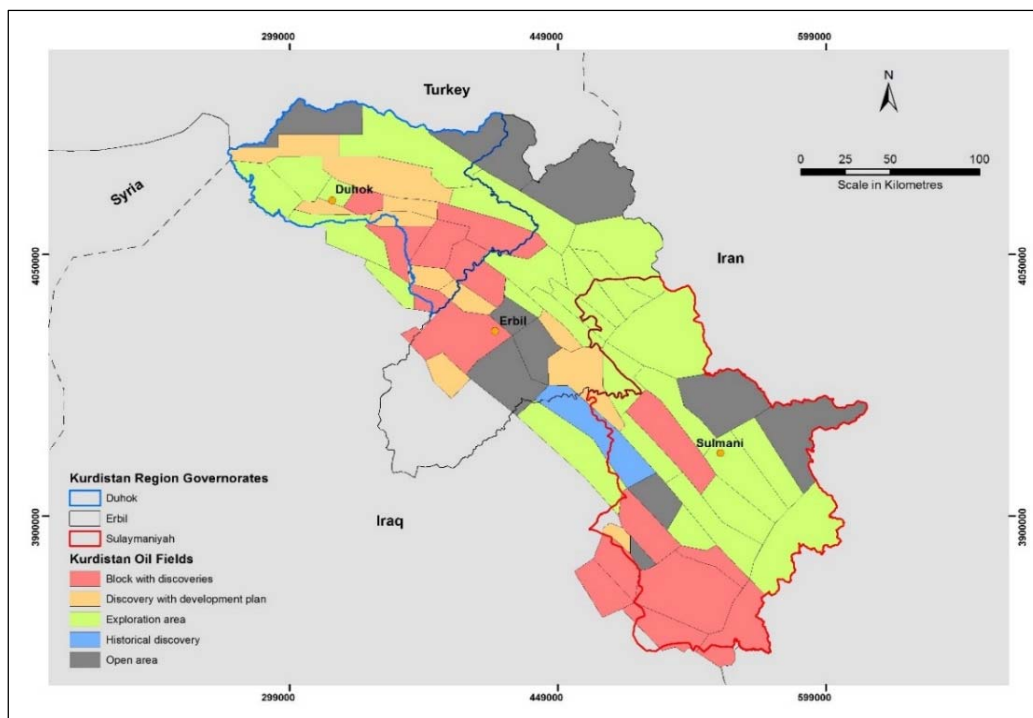 299000 449000 599000
Turkey
N
0 25 50 100
Scale in Kilometres
Syria
Duhok
4050000 4050000
Iran
Erbil
Sulmani
Kurdistan Region Governorates
Duhok
Erbil
Sulaymaniyah
Iraq
3900000 3900000
Kurdistan Oil Fields
Block with discoveries
Discovery with development plan
Exploration area
Historical discovery
Open area
299000 449000 599000